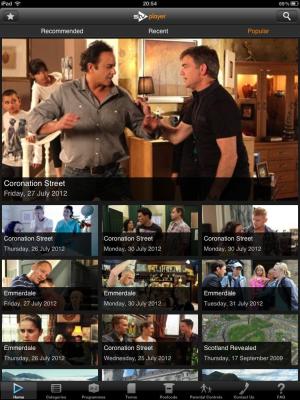 iPad
20:54
89%
stv player
Recommended
Recent
Popular
Coronation Street
Friday, 27 July 2012
Coronation Street
Thursday, 26 July 2012
Coronation Street
Monday, 30 July 2012
Coronation Street
Monday, 30 July 2012
Emmerdale
Friday, 27 July 2012
Emmerdale
Monday, 30 July 2012
Emmerdale
Tuesday, 31 July 2012
Emmerdale
Thursday, 26 July 2012
Coronation Street
Wednesday, 25 July 2012
Scotland Revealed
Thursday, 17 September 2009
Home
Categories
Programmes
Terms
Postcode
Parental Controls
Contact Us
FAQ